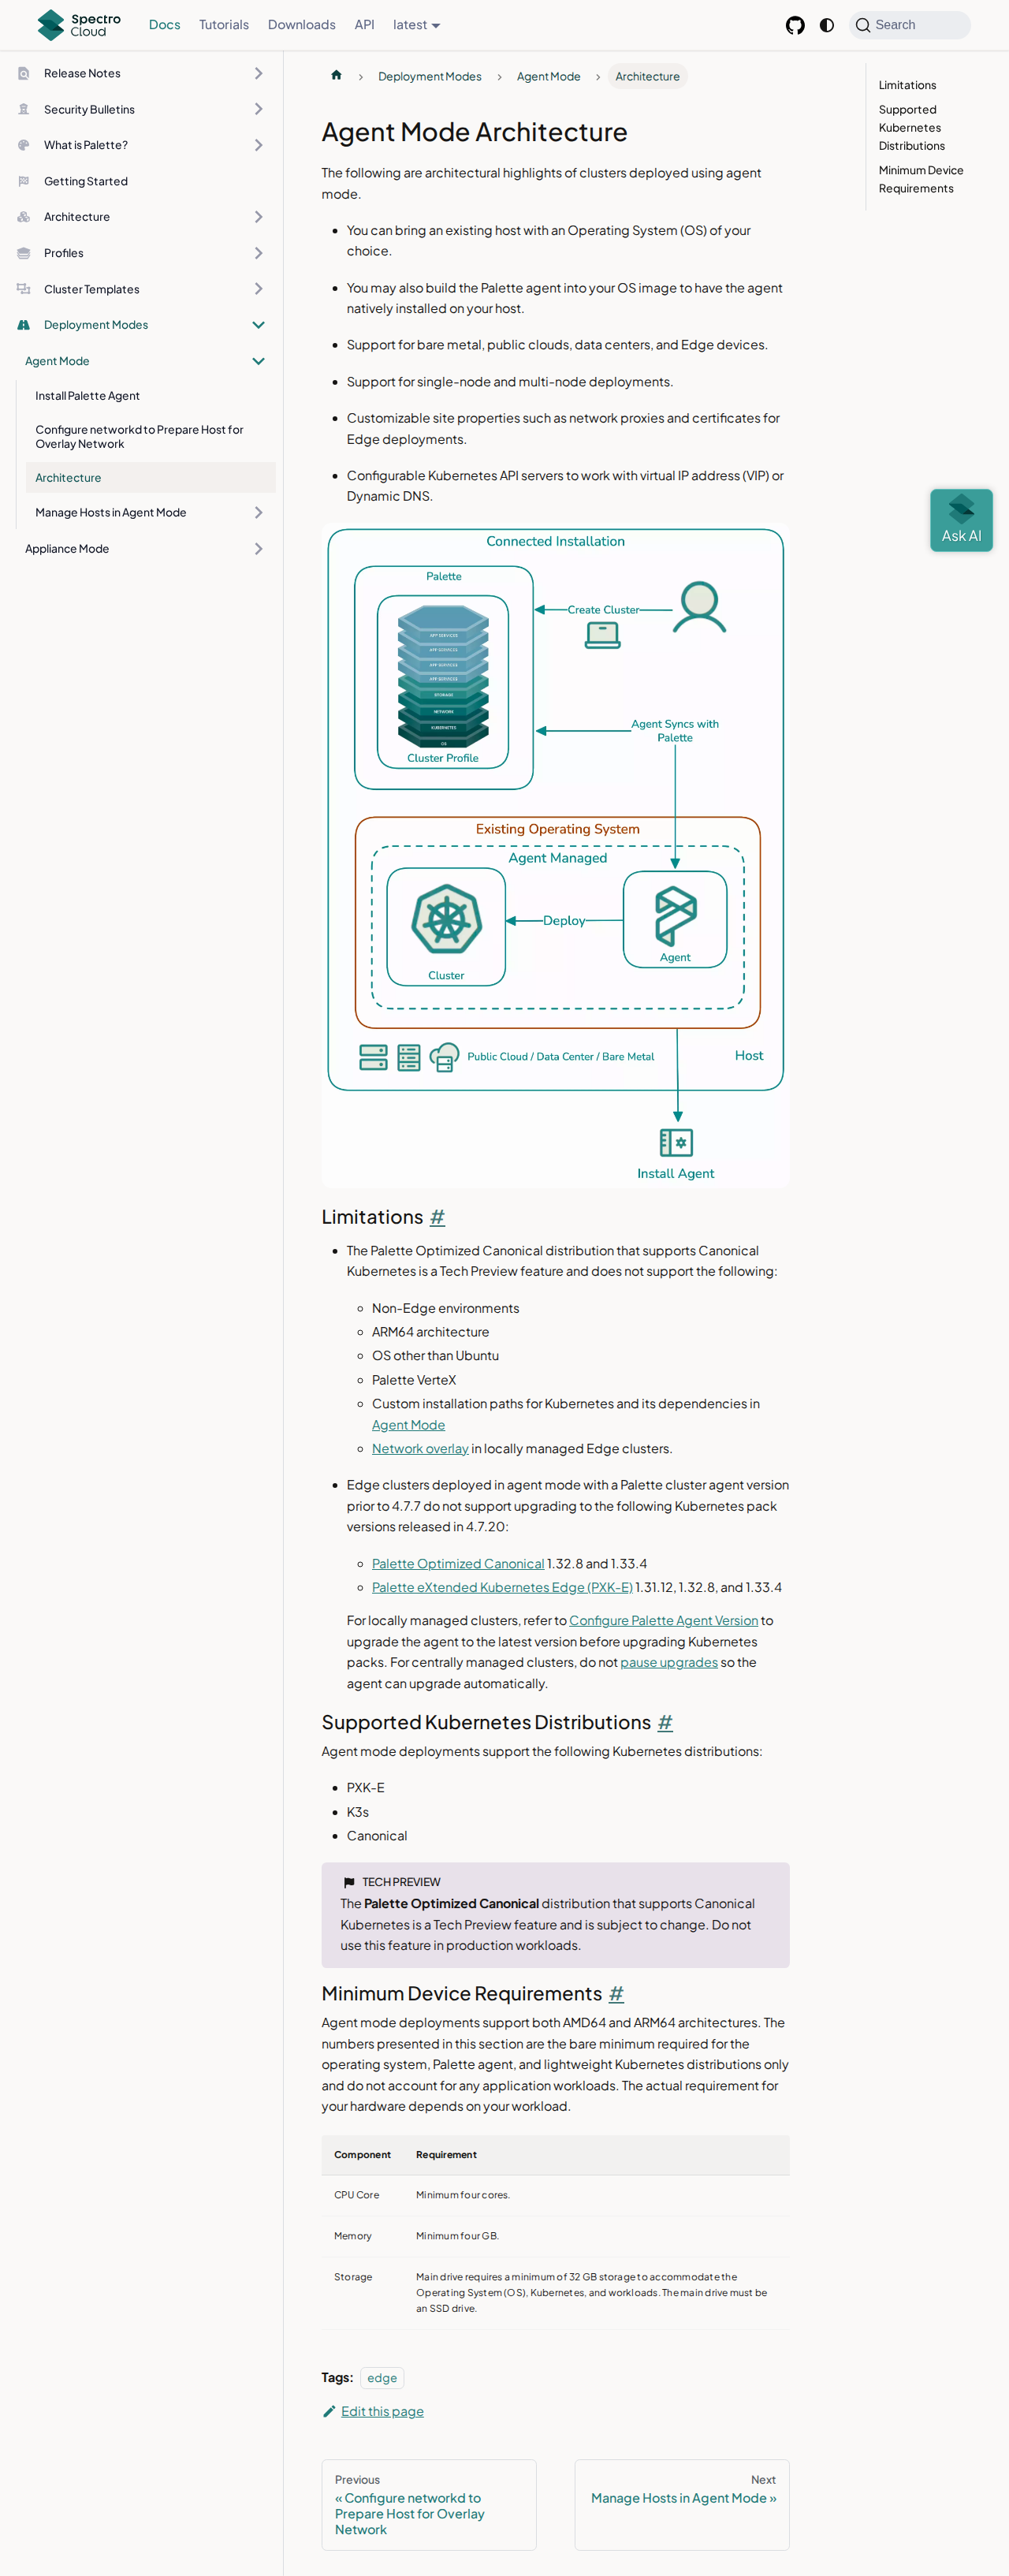 Spectro Cloud
Docs
Tutorials
Downloads
API
latest
Search
Release Notes
Security Bulletins
What is Palette?
Getting Started
Architecture
Profiles
Cluster Templates
Deployment Modes
Agent Mode
Install Palette Agent
Configure networkd to Prepare Host for
Overlay Network
Architecture
Manage Hosts in Agent Mode
Appliance Mode
Deployment Modes
Agent Mode
Architecture
Agent Mode Architecture
The following are architectural highlights of clusters deployed using agent
mode.
You can bring an existing host with an Operating System (OS) of your
choice.
You may also build the Palette agent into your OS image to have the agent
natively installed on your host.
Support for bare metal, public clouds, data centers, and Edge devices.
Support for single-node and multi-node deployments.
Customizable site properties such as network proxies and certificates for
Edge deployments.
Configurable Kubernetes API servers to work with virtual IP address (VIP) or
Dynamic DNS.
Connected Installation
Palette
APP SERVICES
APP SERVICES
APP SERVICES
APP SERVICES
STORAGE
NETWORK
KUBERNETES
OS
Cluster Profile
Create Cluster
Agent Syncs with
Palette
Existing Operating System
Agent Managed
Cluster
Deploy
Agent
Public Cloud / Data Center / Bare Metal
Host
Install Agent
Limitations #
The Palette Optimized Canonical distribution that supports Canonical
Kubernetes is a Tech Preview feature and does not support the following:
Non-Edge environments
ARM64 architecture
OS other than Ubuntu
Palette VerteX
Custom installation paths for Kubernetes and its dependencies in
Agent Mode
Network overlay in locally managed Edge clusters.
Edge clusters deployed in agent mode with a Palette cluster agent version
prior to 4.7.7 do not support upgrading to the following Kubernetes pack
versions released in 4.7.20:
Palette Optimized Canonical 1.32.8 and 1.33.4
Palette eXtended Kubernetes Edge (PXK-E) 1.31.12, 1.32.8, and 1.33.4
For locally managed clusters, refer to Configure Palette Agent Version to
upgrade the agent to the latest version before upgrading Kubernetes
packs. For centrally managed clusters, do not pause upgrades so the
agent can upgrade automatically.
Supported Kubernetes Distributions #
Agent mode deployments support the following Kubernetes distributions:
PXK-E
K3s
Canonical
TECH PREVIEW
The Palette Optimized Canonical distribution that supports Canonical
Kubernetes is a Tech Preview feature and is subject to change. Do not
use this feature in production workloads.
Minimum Device Requirements #
Agent mode deployments support both AMD64 and ARM64 architectures. The
numbers presented in this section are the bare minimum required for the
operating system, Palette agent, and lightweight Kubernetes distributions only
and do not account for any application workloads. The actual requirement for
your hardware depends on your workload.
Component Requirement
CPU Core Minimum four cores.
Memory Minimum four GB.
Storage Main drive requires a minimum of 32 GB storage to accommodate the
Operating System (OS), Kubernetes, and workloads. The main drive must be
an SSD drive.
Tags: edge
Edit this page
Previous
« Configure networkd to
Prepare Host for Overlay
Network
Next
Manage Hosts in Agent Mode »
Limitations
Supported
Kubernetes
Distributions
Minimum Device
Requirements
Ask AI